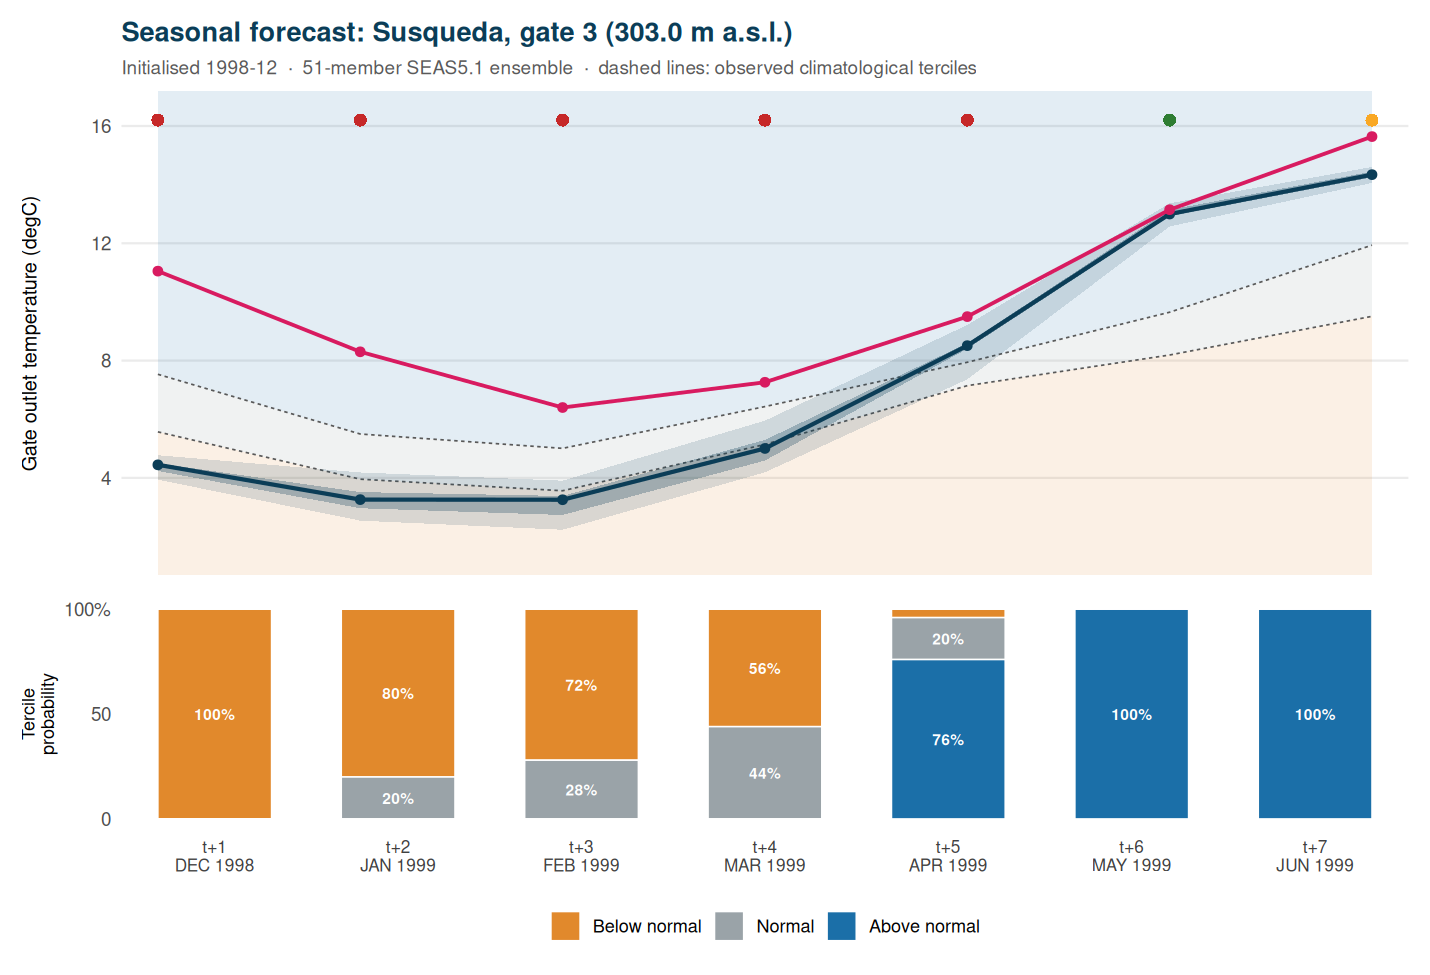 Seasonal forecast: Susqueda, gate 3 (303.0 m a.s.l.)
Initialised 1998-12 · 51-member SEAS5.1 ensemble · dashed lines: observed climatological terciles
Gate outlet temperature (degC)
16
12
8
4
Tercile
probability
100%
50
0
100%
80%
20%
72%
28%
56%
44%
20%
76%
100%
100%
t+1
DEC 1998
t+2
JAN 1999
t+3
FEB 1999
t+4
MAR 1999
t+5
APR 1999
t+6
MAY 1999
t+7
JUN 1999
Below normal
Normal
Above normal